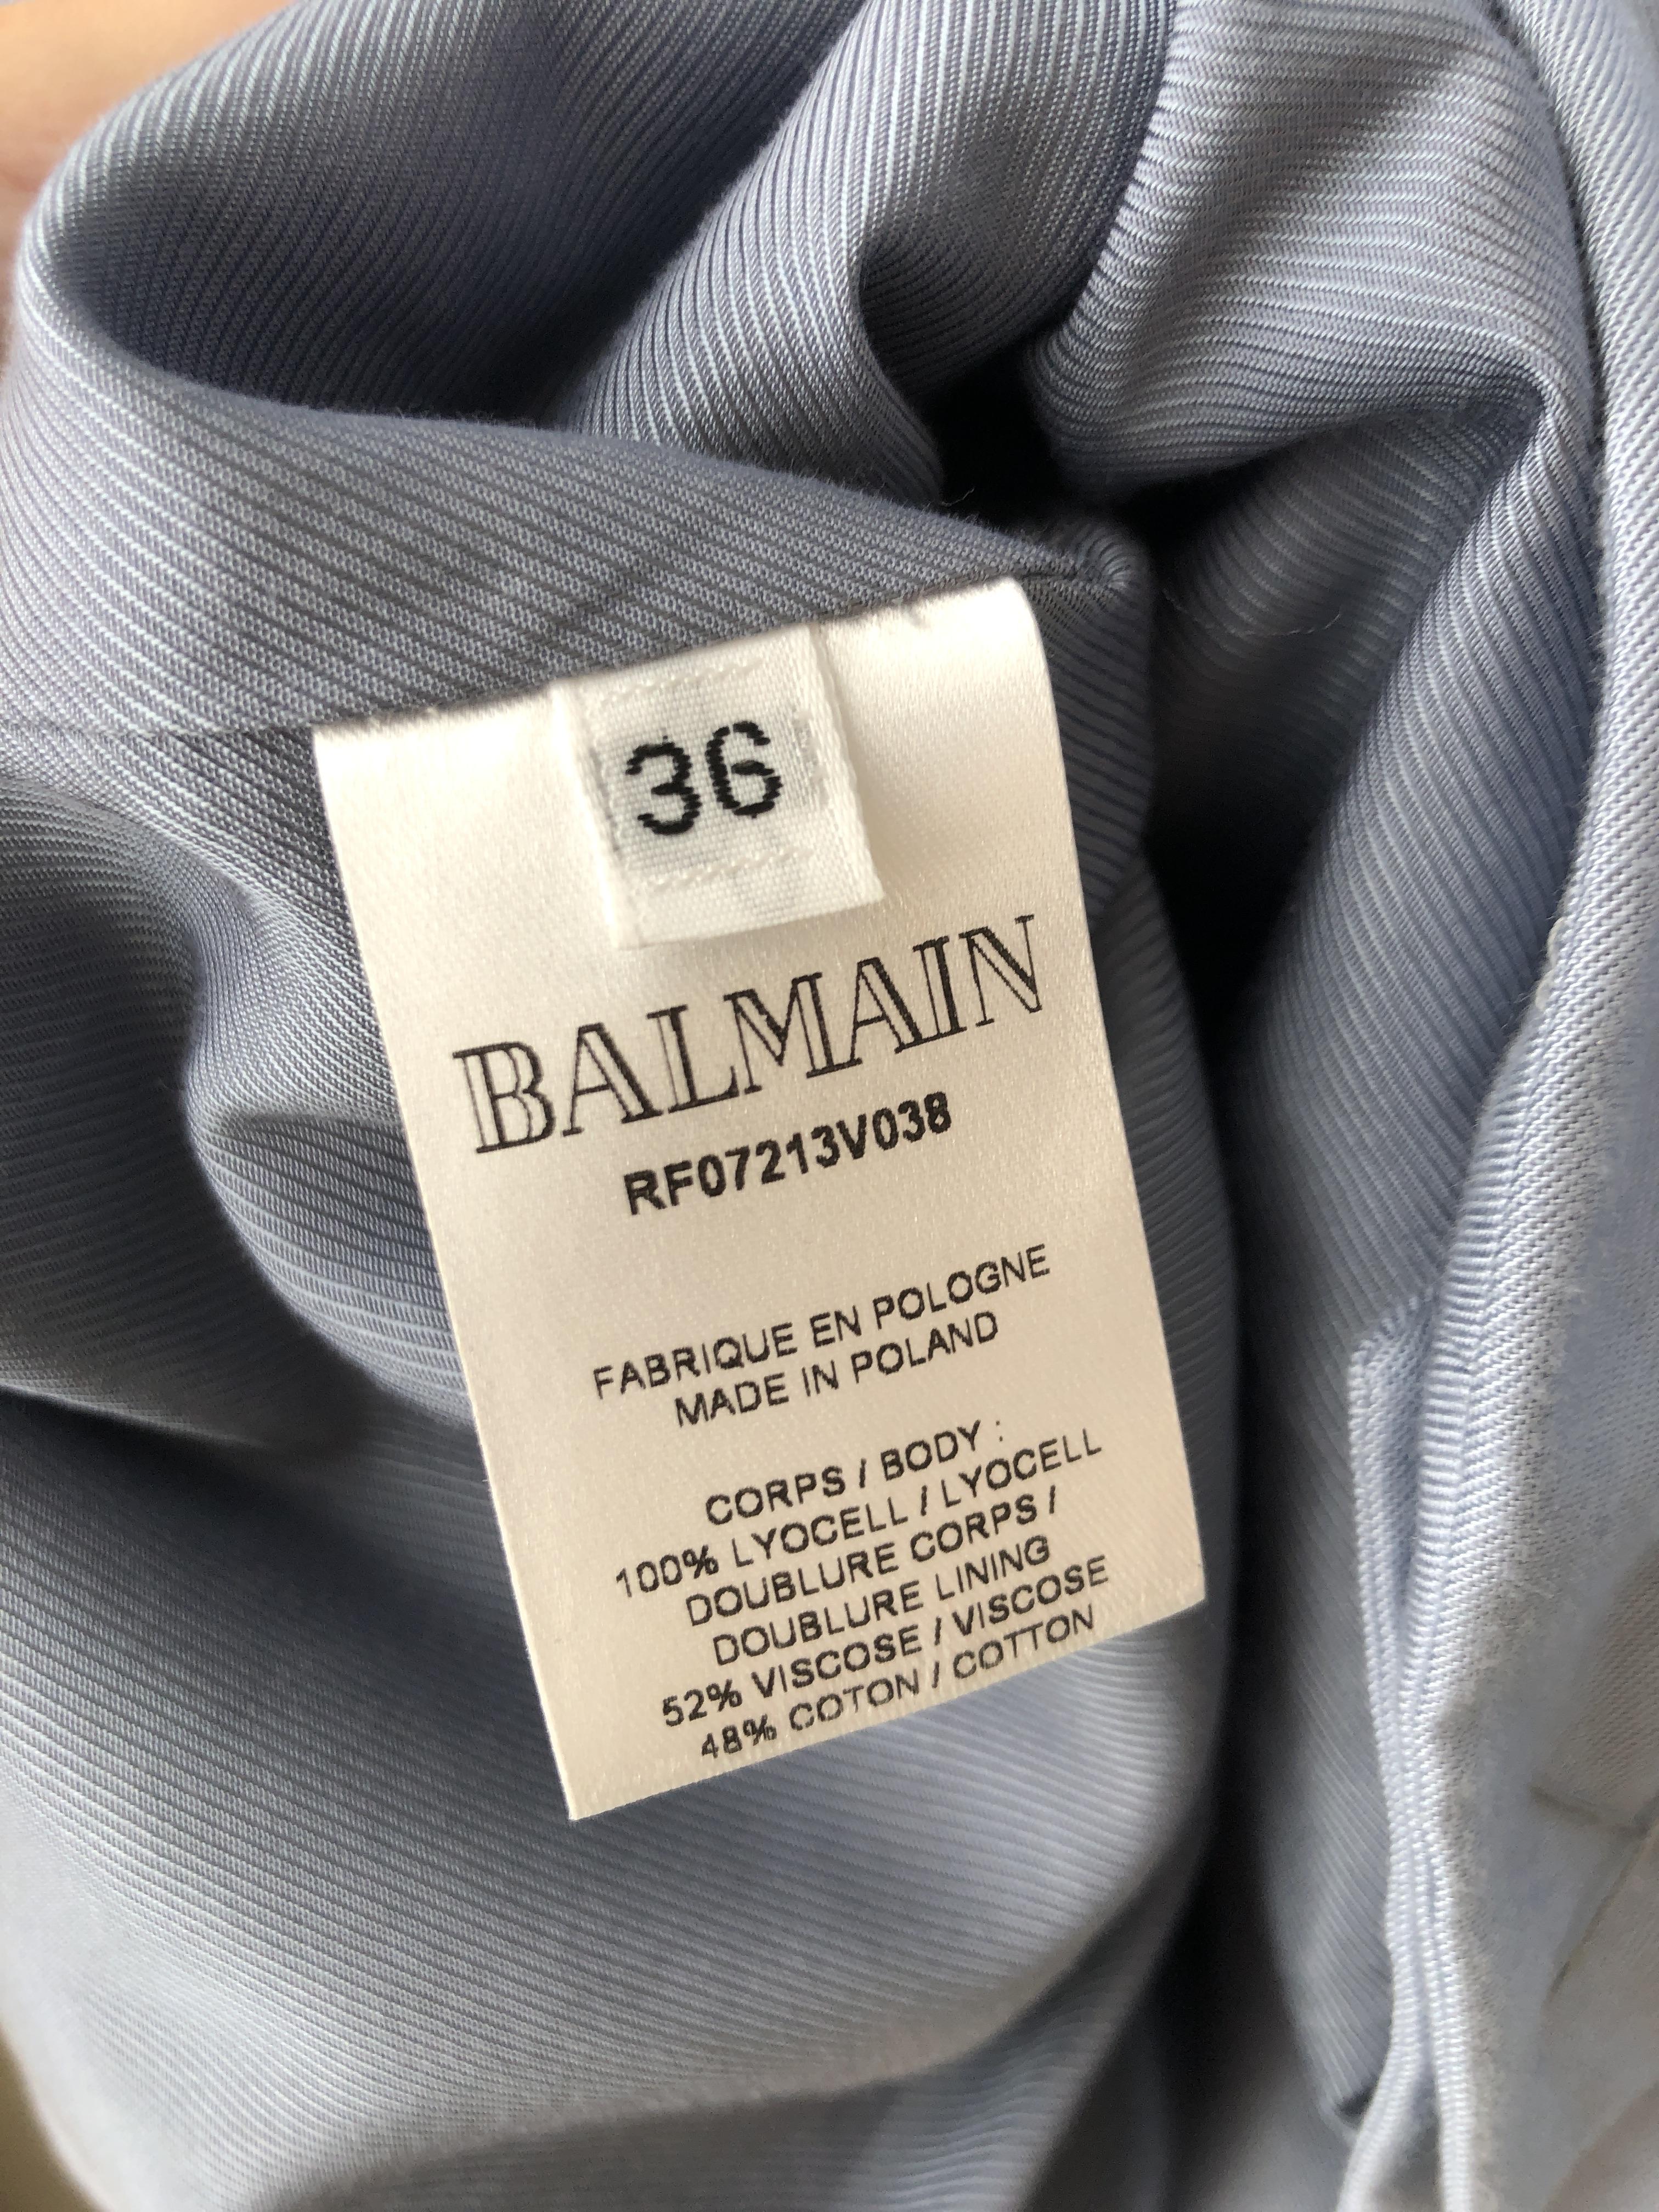 36
BALMAIN
RF07213V038
FABRIQUE EN POLOGNE
MADE IN POLAND
CORPS / BODY :
100% LYOCELL / LYOCELL
DOUBLURE CORPS /
DOUBLURE LINING
52% VISCOSE / VISCOSE
48% COTON / COTTON